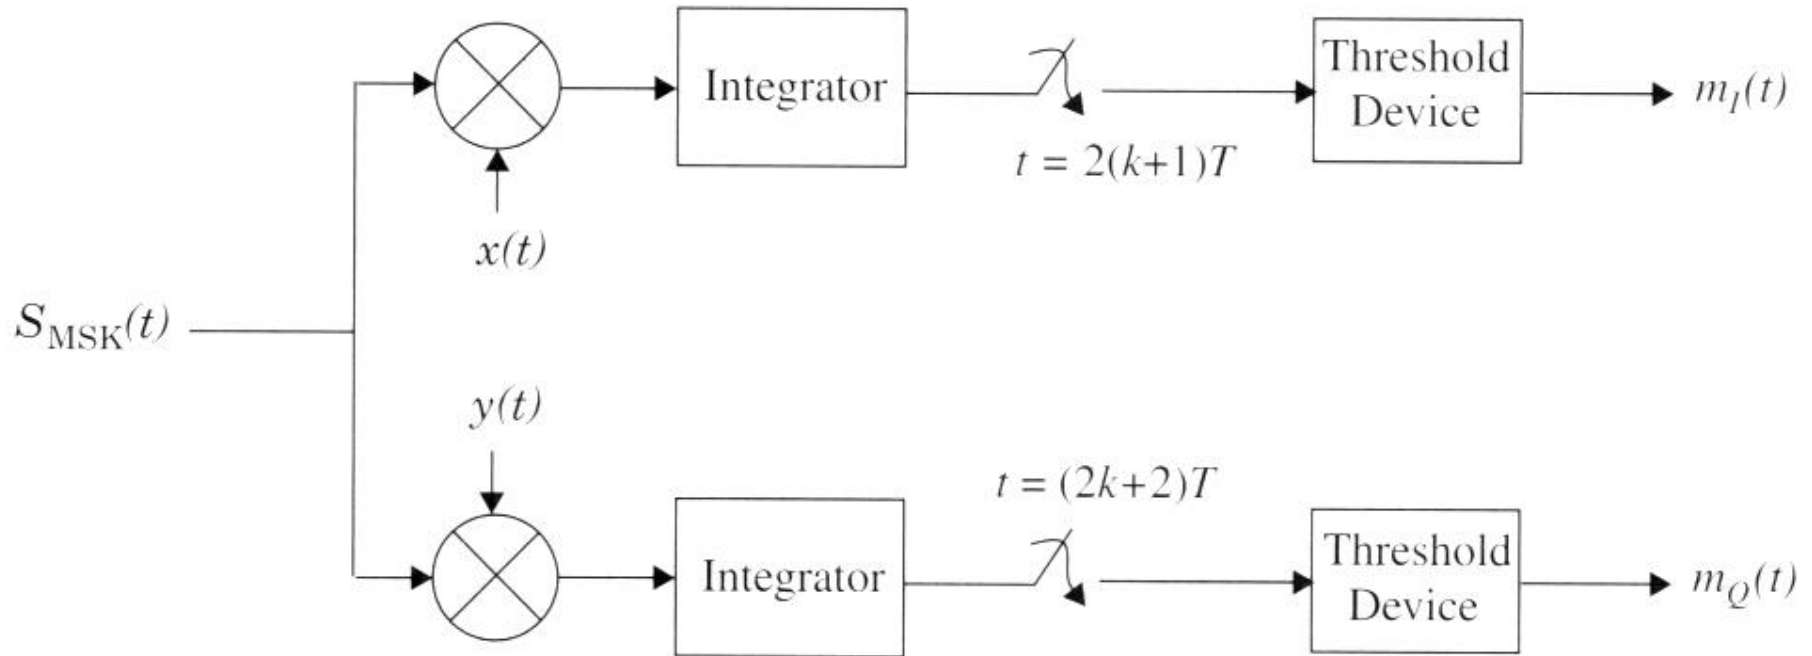 Integrator
Threshold
Device
m_I(t)
t = 2(k+1)T
x(t)
S_MSK(t)
y(t)
t = (2k+2)T
Integrator
Threshold
Device
m_Q(t)